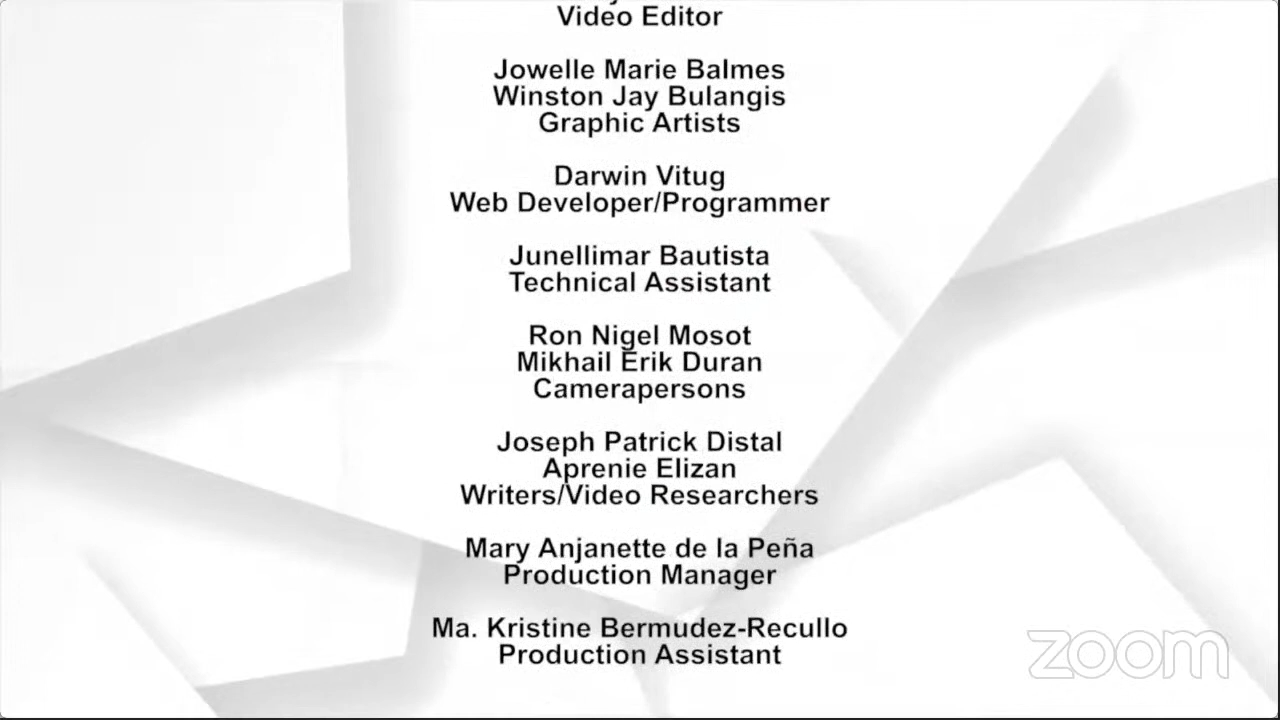 Video Editor
Jowelle Marie Balmes
Winston Jay Bulangis
Graphic Artists
Darwin Vitug
Web Developer/Programmer
Junellimar Bautista
Technical Assistant
Ron Nigel Mosot
Mikhail Erik Duran
Camerapersons
Joseph Patrick Distal
Aprenie Elizan
Writers/Video Researchers
Mary Anjanette de la Peña
Production Manager
Ma. Kristine Bermudez-Recullo
Production Assistant
zoom